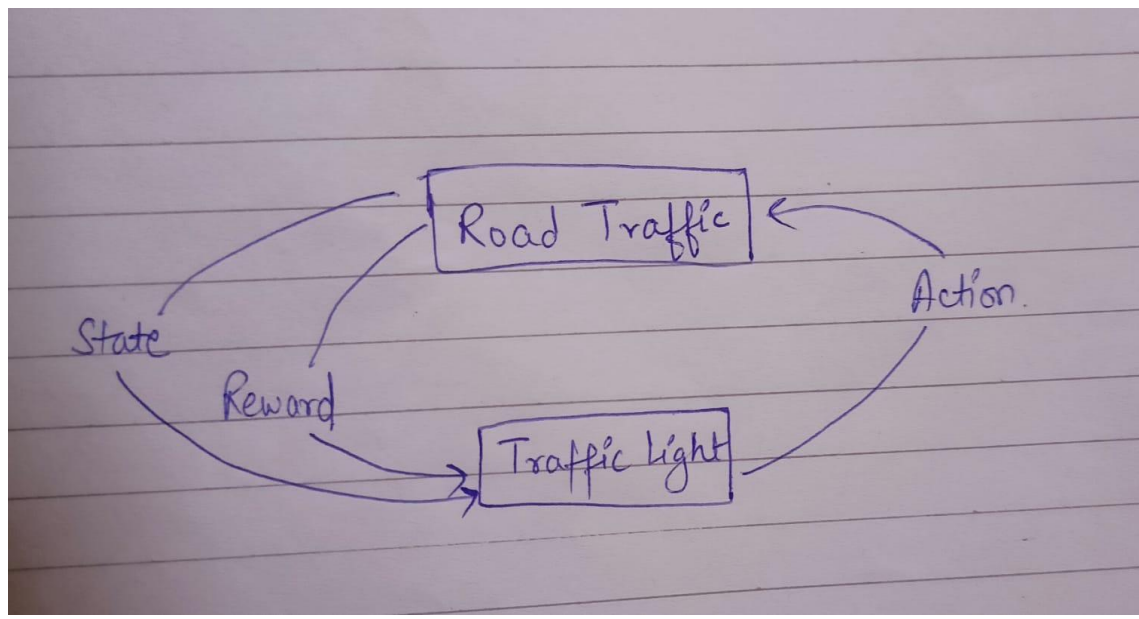 Road Traffic
Action.
State
Reward
Traffic Light